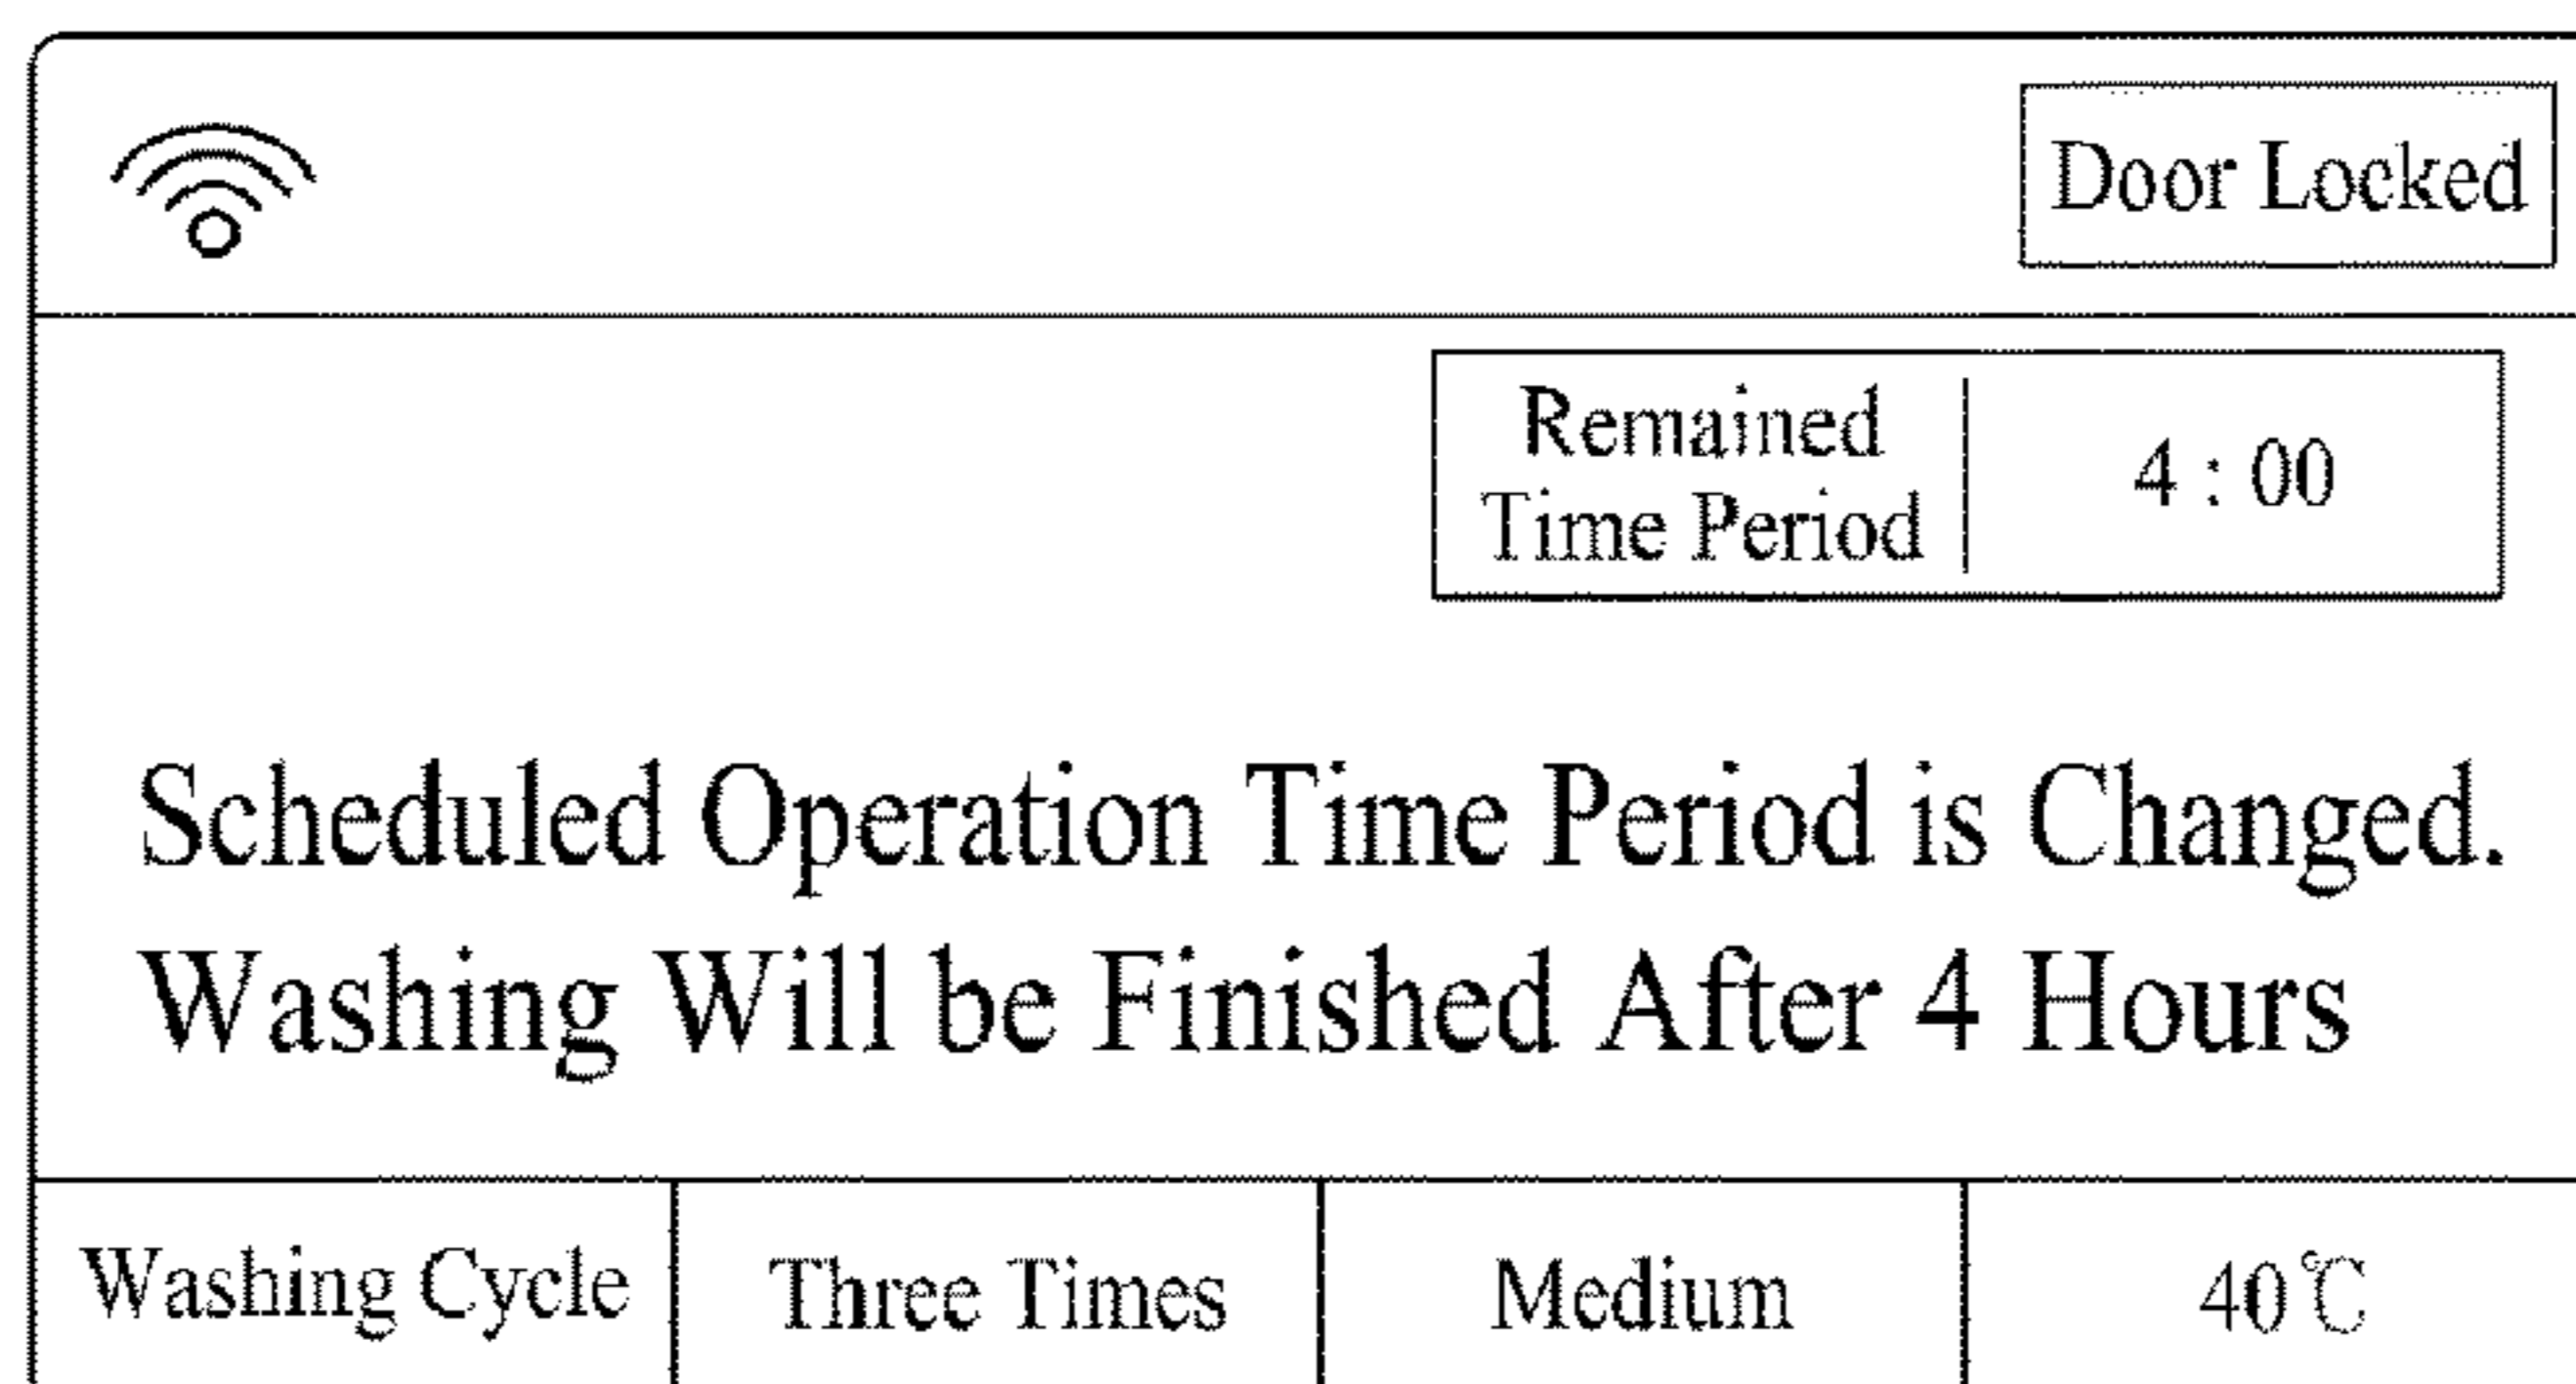 Door Locked
Remained
Time Period
4 : 00
Scheduled Operation Time Period is Changed.
Washing Will be Finished After 4 Hours
Washing Cycle
Three Times
Medium
40℃